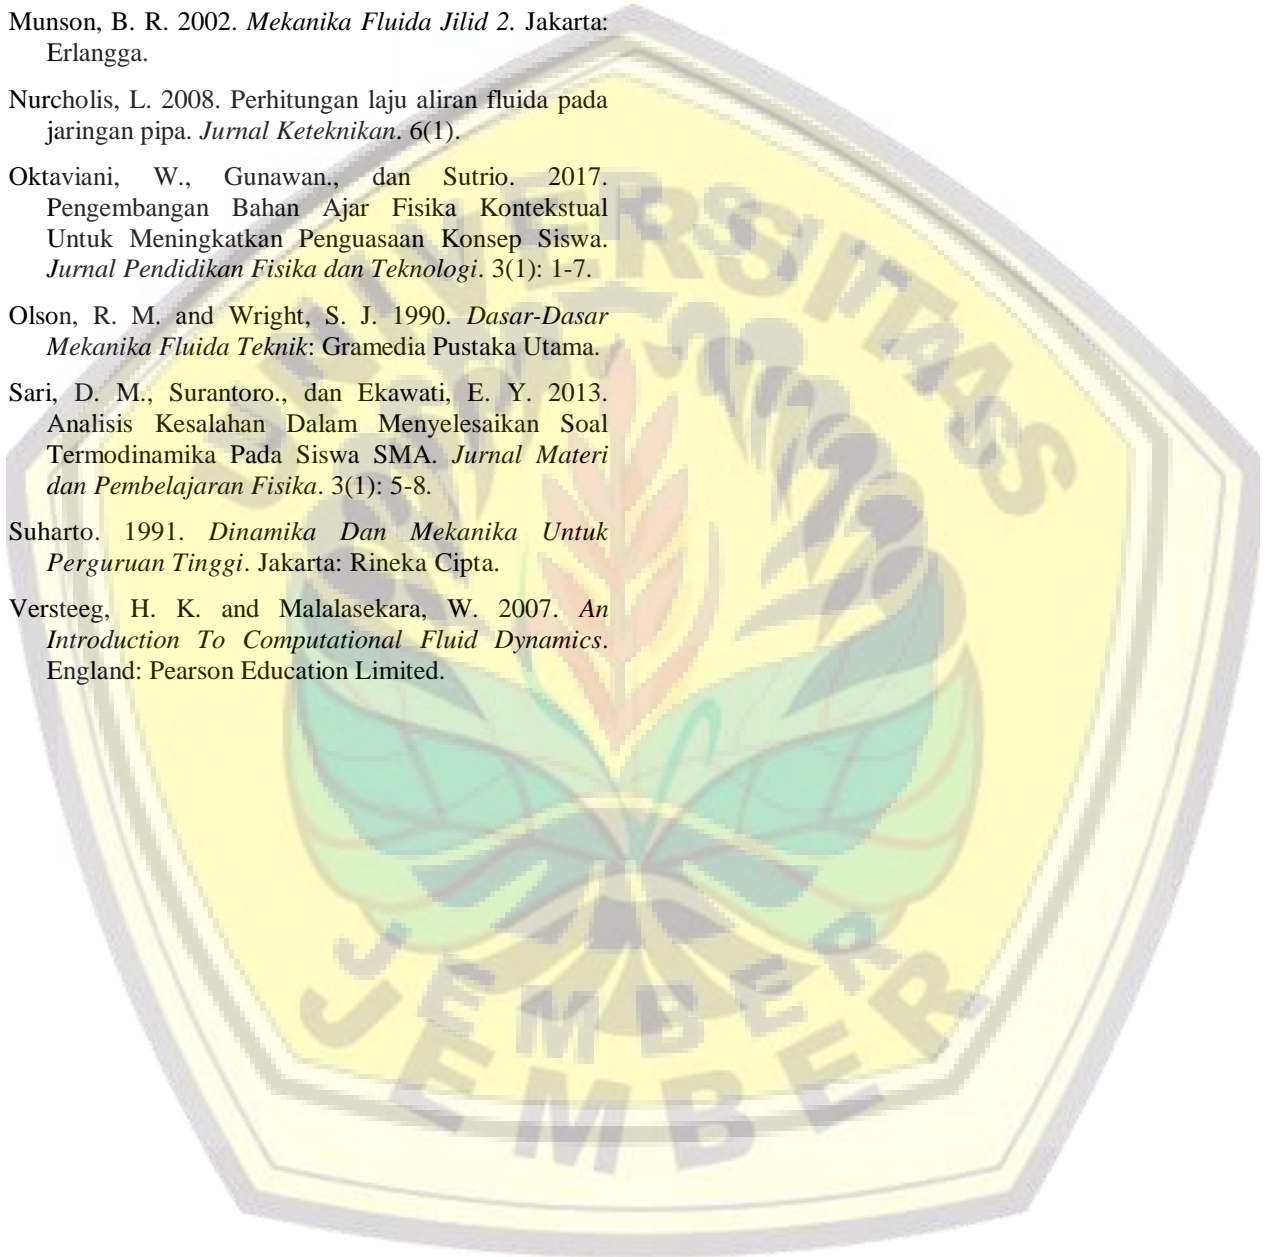 Munson, B. R. 2002. Mekanika Fluida Jilid 2. Jakarta:
Erlangga.
Nurcholis, L. 2008. Perhitungan laju aliran fluida pada
jaringan pipa. Jurnal Keteknikan. 6(1).
Oktaviani, W., Gunawan., dan Sutrio. 2017.
Pengembangan Bahan Ajar Fisika Kontekstual
Untuk Meningkatkan Penguasaan Konsep Siswa.
Jurnal Pendidikan Fisika dan Teknologi. 3(1): 1-7.
Olson, R. M. and Wright, S. J. 1990. Dasar-Dasar
Mekanika Fluida Teknik: Gramedia Pustaka Utama.
Sari, D. M., Surantoro., dan Ekawati, E. Y. 2013.
Analisis Kesalahan Dalam Menyelesaikan Soal
Termodinamika Pada Siswa SMA. Jurnal Materi
dan Pembelajaran Fisika. 3(1): 5-8.
Suharto. 1991. Dinamika Dan Mekanika Untuk
Perguruan Tinggi. Jakarta: Rineka Cipta.
Versteeg, H. K. and Malalasekara, W. 2007. An
Introduction To Computational Fluid Dynamics.
England: Pearson Education Limited.
UNIVERSITAS
JEMBER
JEMBER